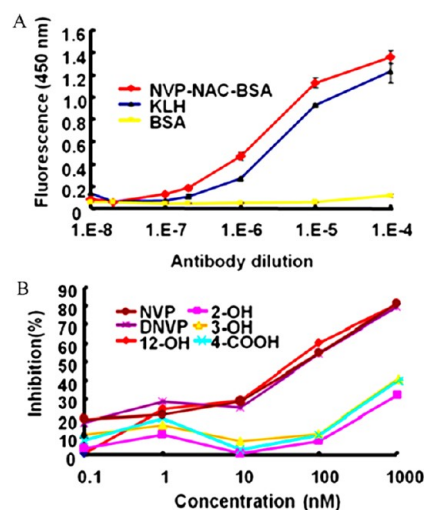 A
Fluorescence (450 nm)
1.6
1.4
1.2
1.0
0.8
0.6
0.4
0.2
0
NVP-NAC-BSA
KLH
BSA
1.E-8
1.E-7
1.E-6
1.E-5
1.E-4
Antibody dilution
B
Inhibition(%)
90
80
70
60
50
40
30
20
10
0
NVP
2-OH
DNVP
3-OH
12-OH
4-COOH
0.1
1
10
100
1000
Concentration (nM)